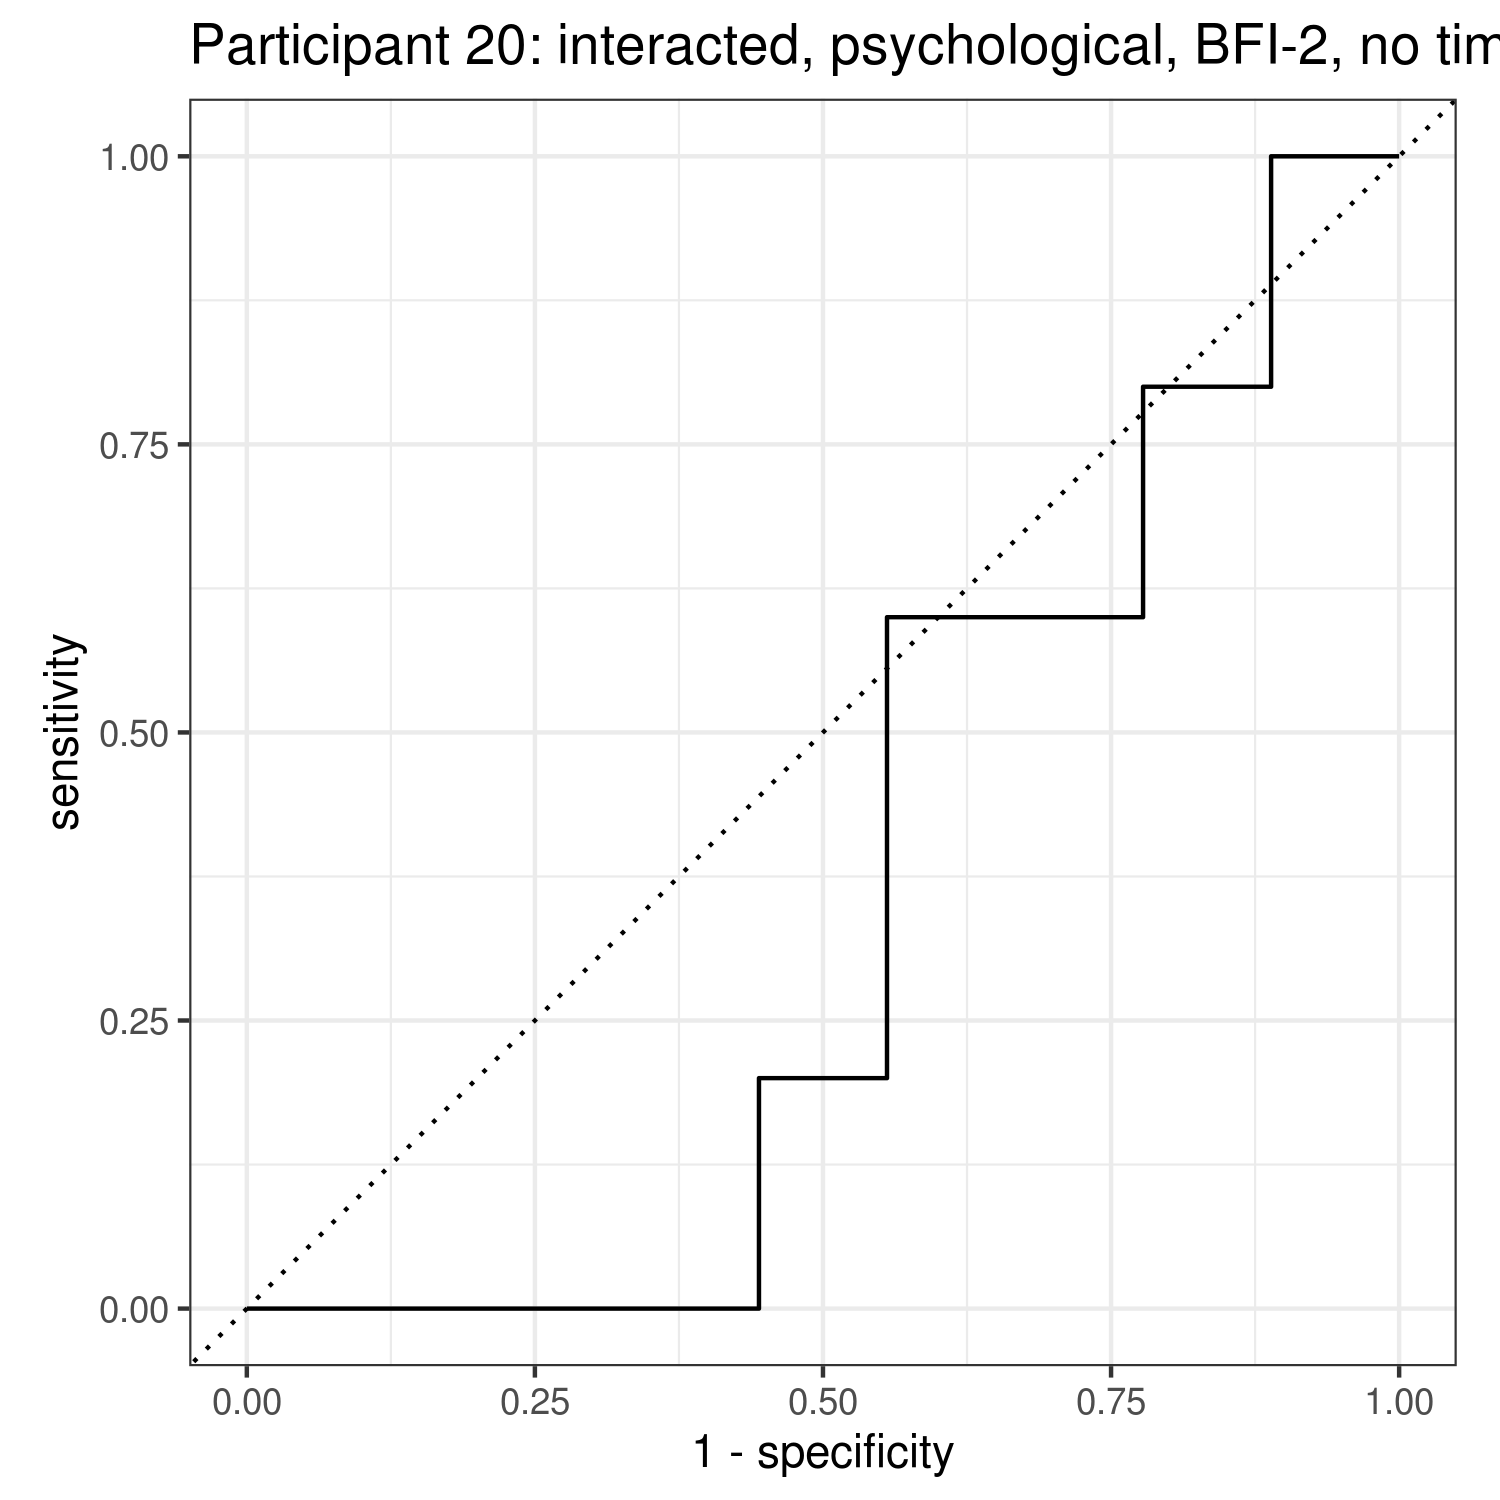 Participant 20: interacted, psychological, BFI-2, no tim
1.00
0.75
0.50
0.25
0.00
sensitivity
0.00 0.25 0.50 0.75 1.00
1 - specificity